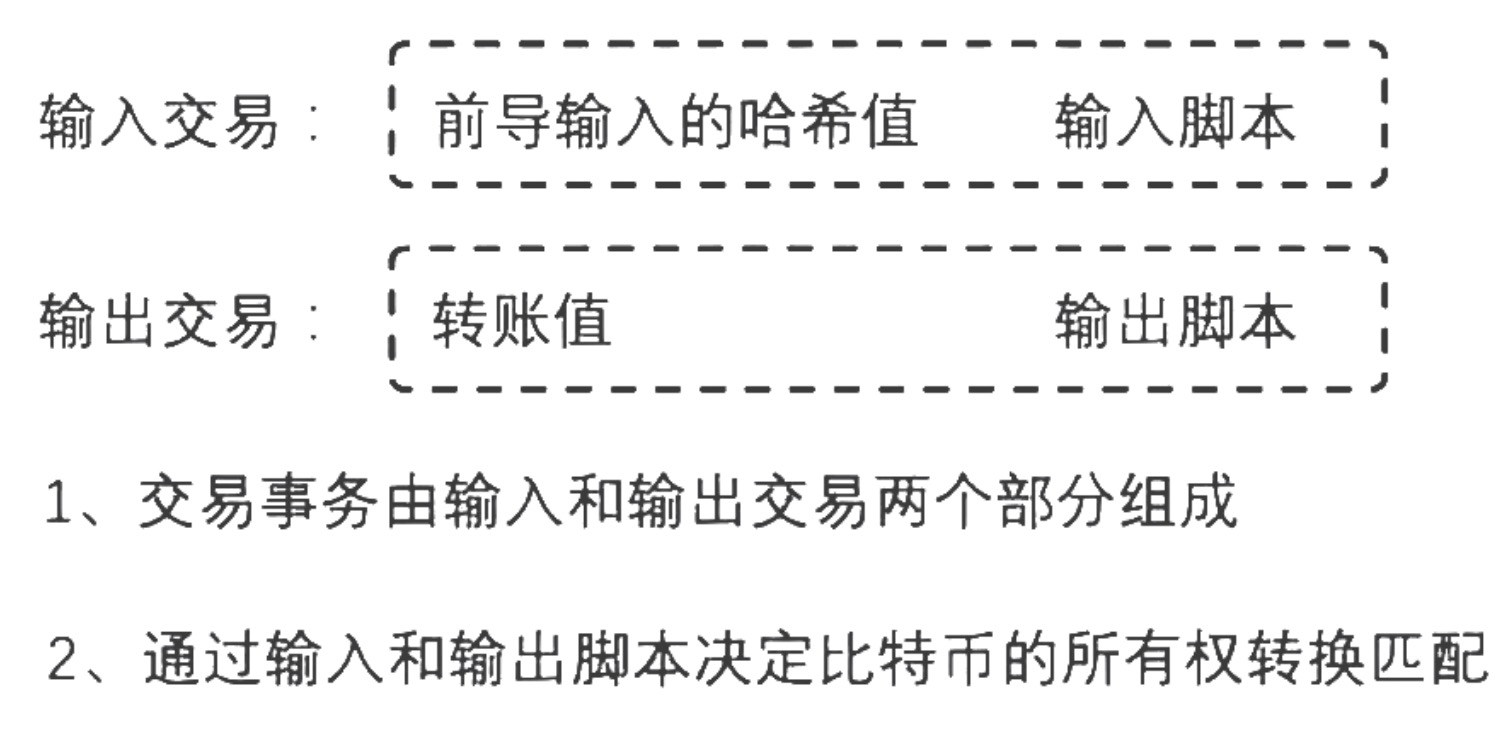 输入交易： 前导输入的哈希值 输入脚本
输出交易： 转账值 输出脚本
1、交易事务由输入和输出交易两个部分组成
2、通过输入和输出脚本决定比特币的所有权转换匹配